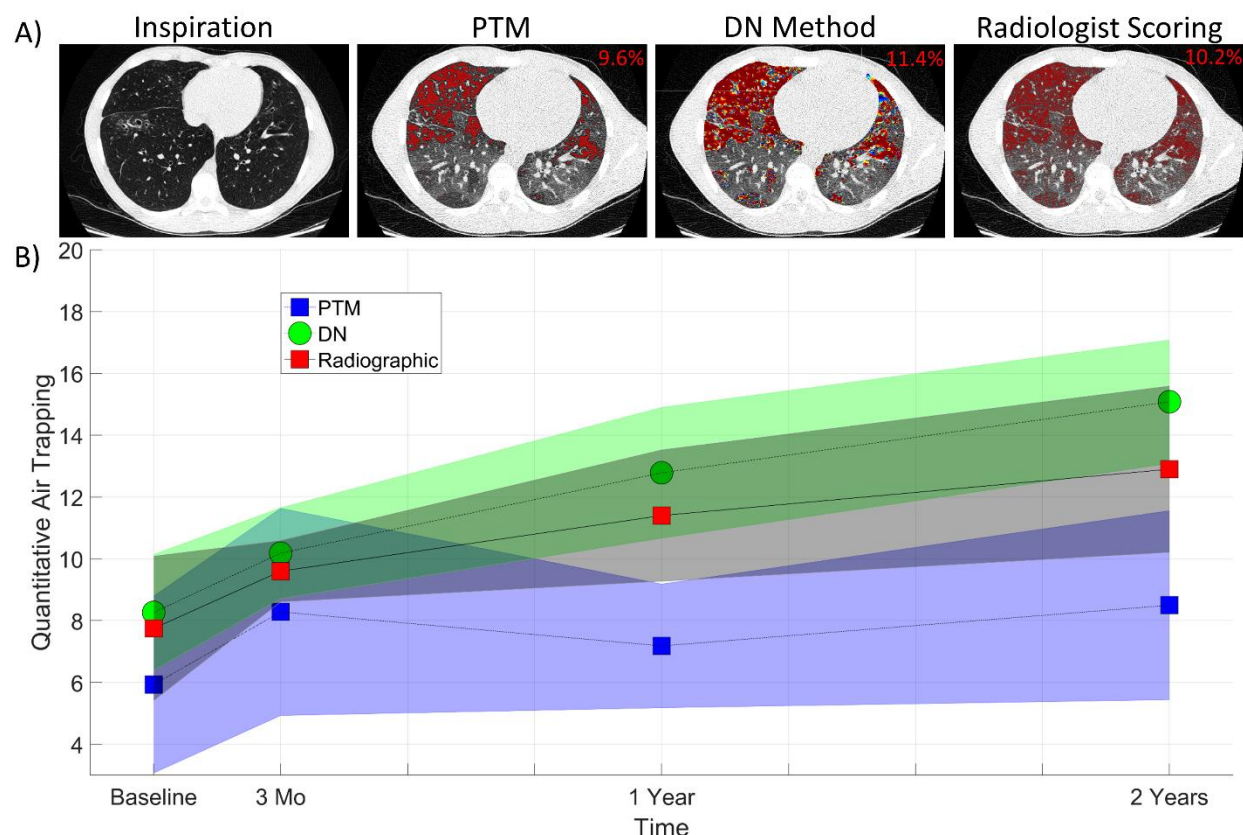 A)
Inspiration
PTM
DN Method
Radiologist Scoring
9.6%
11.4%
10.2%
B)
20
18
16
14
12
10
8
6
4
Quantitative Air Trapping
PTM
DN
Radiographic
Baseline
3 Mo
1 Year
2 Years
Time